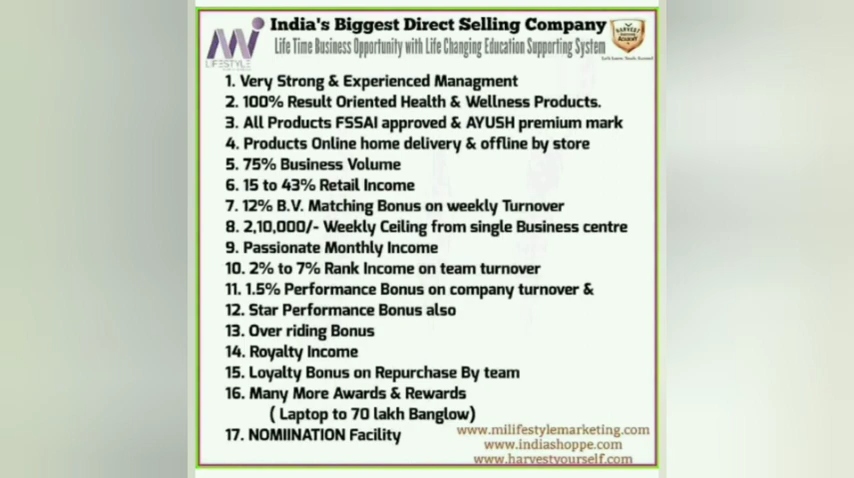 India's Biggest Direct Selling Company
Life Time Business Opportunity with Life Changing Education Supporting System
LIFESTYLE
HARVEST
ACADEMY
1. Very Strong & Experienced Managment
2. 100% Result Oriented Health & Wellness Products.
3. All Products FSSAI approved & AYUSH premium mark
4. Products Online home delivery & offline by store
5. 75% Business Volume
6. 15 to 43% Retail Income
7. 12% B.V. Matching Bonus on weekly Turnover
8. 2,10,000/- Weekly Ceiling from single Business centre
9. Passionate Monthly Income
10. 2% to 7% Rank Income on team turnover
11. 1.5% Performance Bonus on company turnover &
12. Star Performance Bonus also
13. Over riding Bonus
14. Royalty Income
15. Loyalty Bonus on Repurchase By team
16. Many More Awards & Rewards
( Laptop to 70 lakh Banglow)
17. NOMIINATION Facility
www.milifestylemarketing.com
www.indiashoppe.com
www.harvestyourself.com